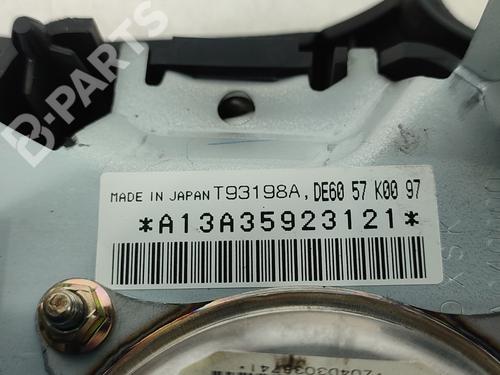 B-PARTS
MADE IN JAPAN T93198A, DE60 57 K00 97
*A13A35923121*